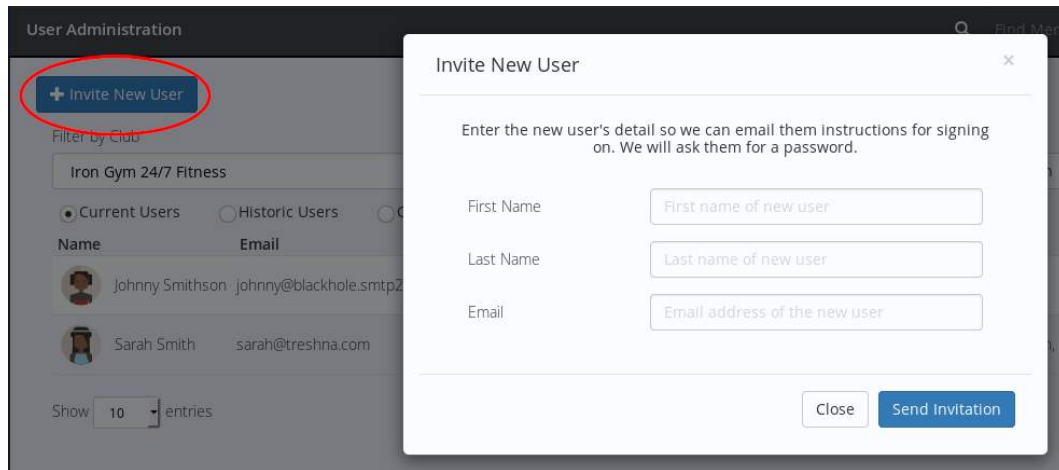 User Administration
Find Mer
Invite New User
Invite New User
×
Enter the new user's detail so we can email them instructions for signing
on. We will ask them for a password.
Filter by Club
Iron Gym 24/7 Fitness
Current Users
Historic Users
Name
Email
Johnny Smithson
johnny@blackhole.smtp2
Sarah Smith
sarah@treshna.com
Show 10 entries
First Name
First name of new user
Last Name
Last name of new user
Email
Email address of the new user
Close
Send Invitation